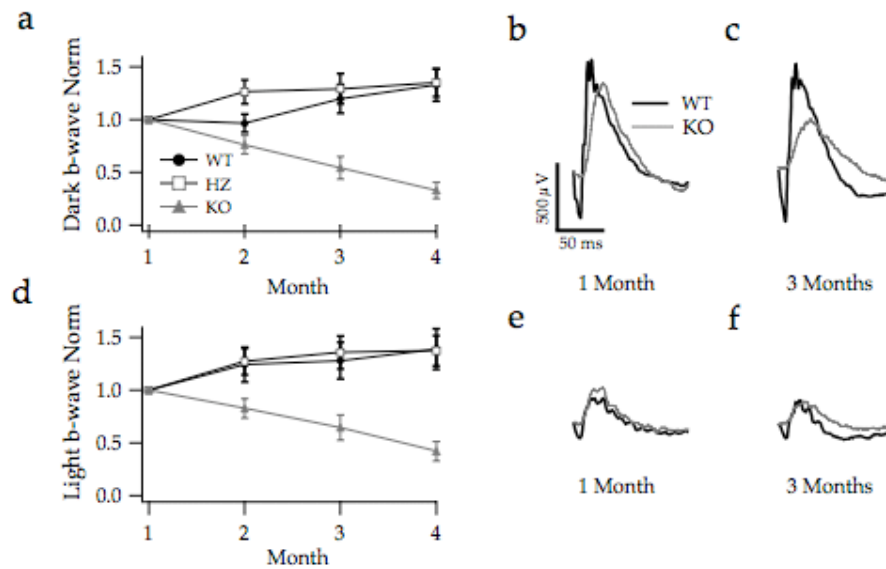 a
Dark b-wave Norm
1.5
1.0
0.5
0.0
WT
HZ
KO
1 2 3 4
Month
b
WT
KO
500 µV
50 ms
1 Month
c
3 Months
d
Light b-wave Norm
1.5
1.0
0.5
0.0
1 2 3 4
Month
e
1 Month
f
3 Months